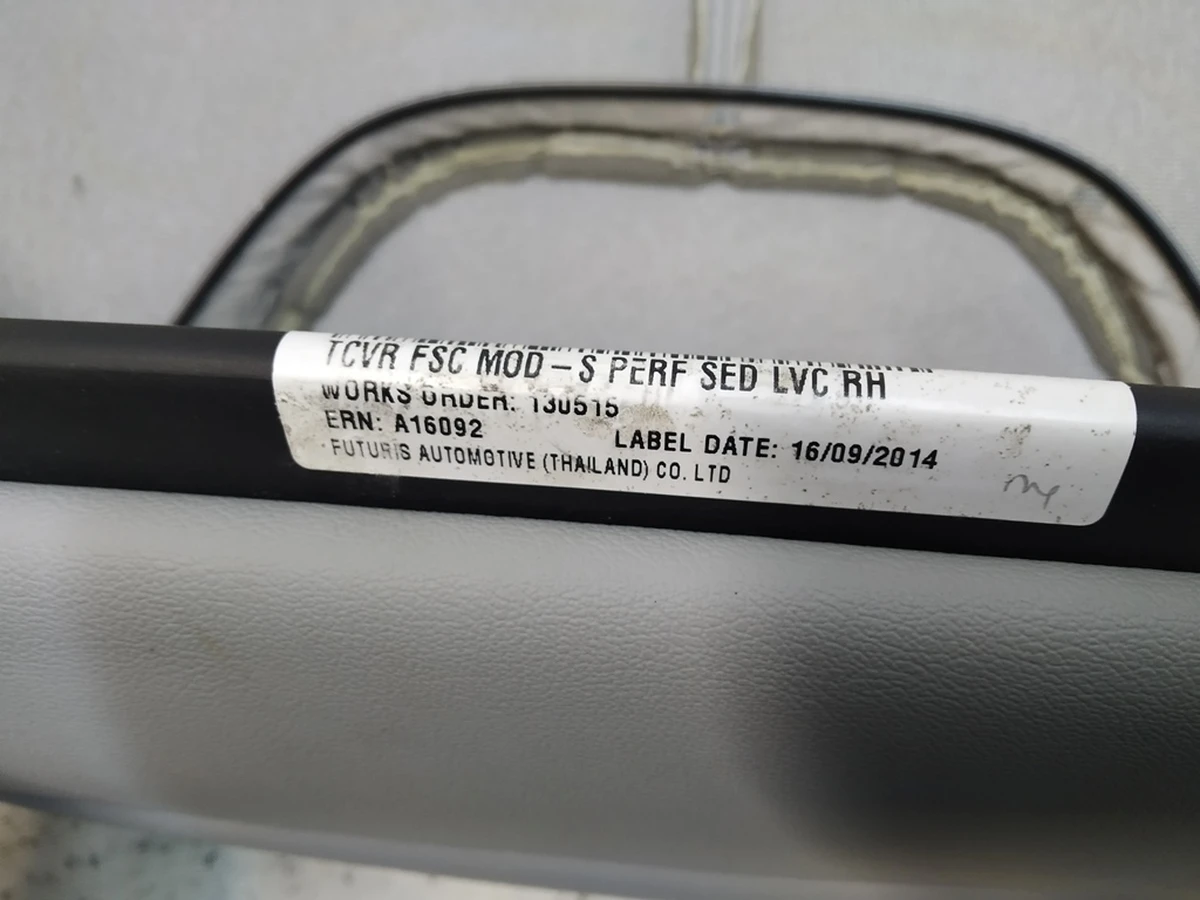 TCVR FSC MOD - S PERF SED LVC RH
WORKS ORDER: 130515
ERN: A16092
LABEL DATE: 16/09/2014
FUTURIS AUTOMOTIVE (THAILAND) CO. LTD